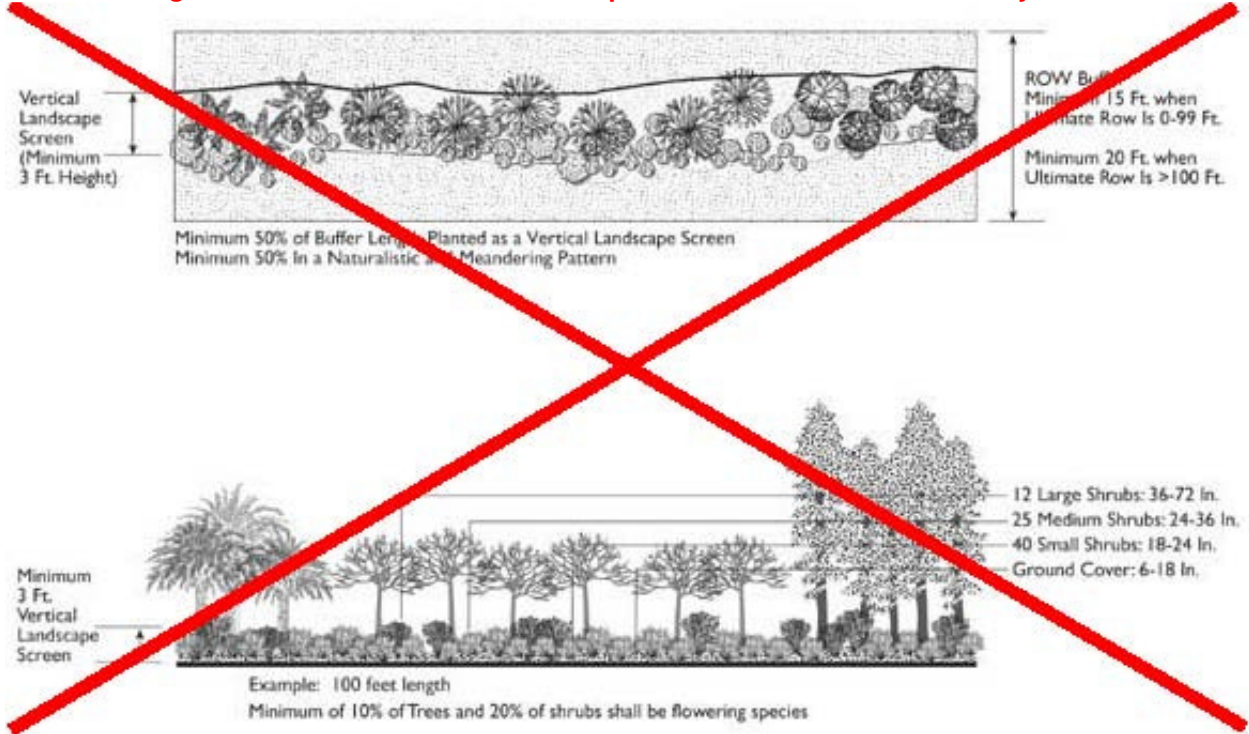 Vertical
Landscape
Screen
(Minimum
3 Ft. Height)
ROW
Minimum 15 Ft. when
Ultimate Row Is 0-99 Ft.
Minimum 20 Ft. when
Ultimate Row Is >100 Ft.
Minimum 50% of Buffer Length Planted as a Vertical Landscape Screen
Minimum 50% In a Naturalistic Meandering Pattern
12 Large Shrubs: 36-72 In.
25 Medium Shrubs: 24-36 In.
40 Small Shrubs: 18-24 In.
Ground Cover: 6-18 In.
Minimum
3 Ft.
Vertical
Landscape
Screen
Example: 100 feet length
Minimum of 10% of Trees and 20% of shrubs shall be flowering species